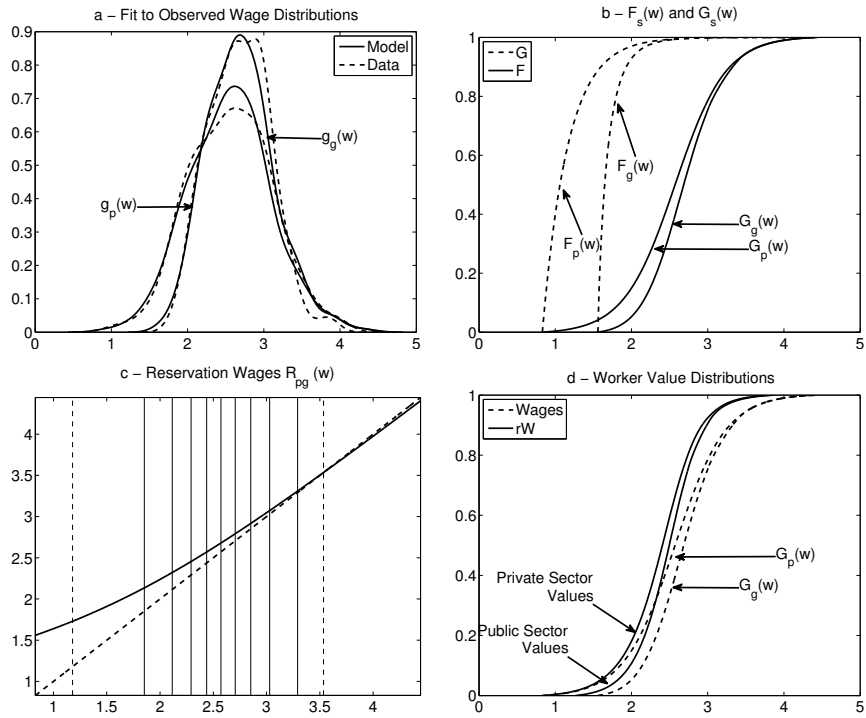 a – Fit to Observed Wage Distributions
Model
Data
g_g(w)
g_p(w)
0.9
0.8
0.7
0.6
0.5
0.4
0.3
0.2
0.1
0
0 1 2 3 4 5
b – F_s(w) and G_s(w)
G
F
F_g(w)
F_p(w)
G_g(w)
G_p(w)
1
0.8
0.6
0.4
0.2
0
0 1 2 3 4 5
c – Reservation Wages R_pg (w)
4
3.5
3
2.5
2
1.5
1
1 1.5 2 2.5 3 3.5 4
d – Worker Value Distributions
Wages
rW
G_p(w)
G_g(w)
Private Sector
Values
Public Sector
Values
1
0.8
0.6
0.4
0.2
0
0 1 2 3 4 5